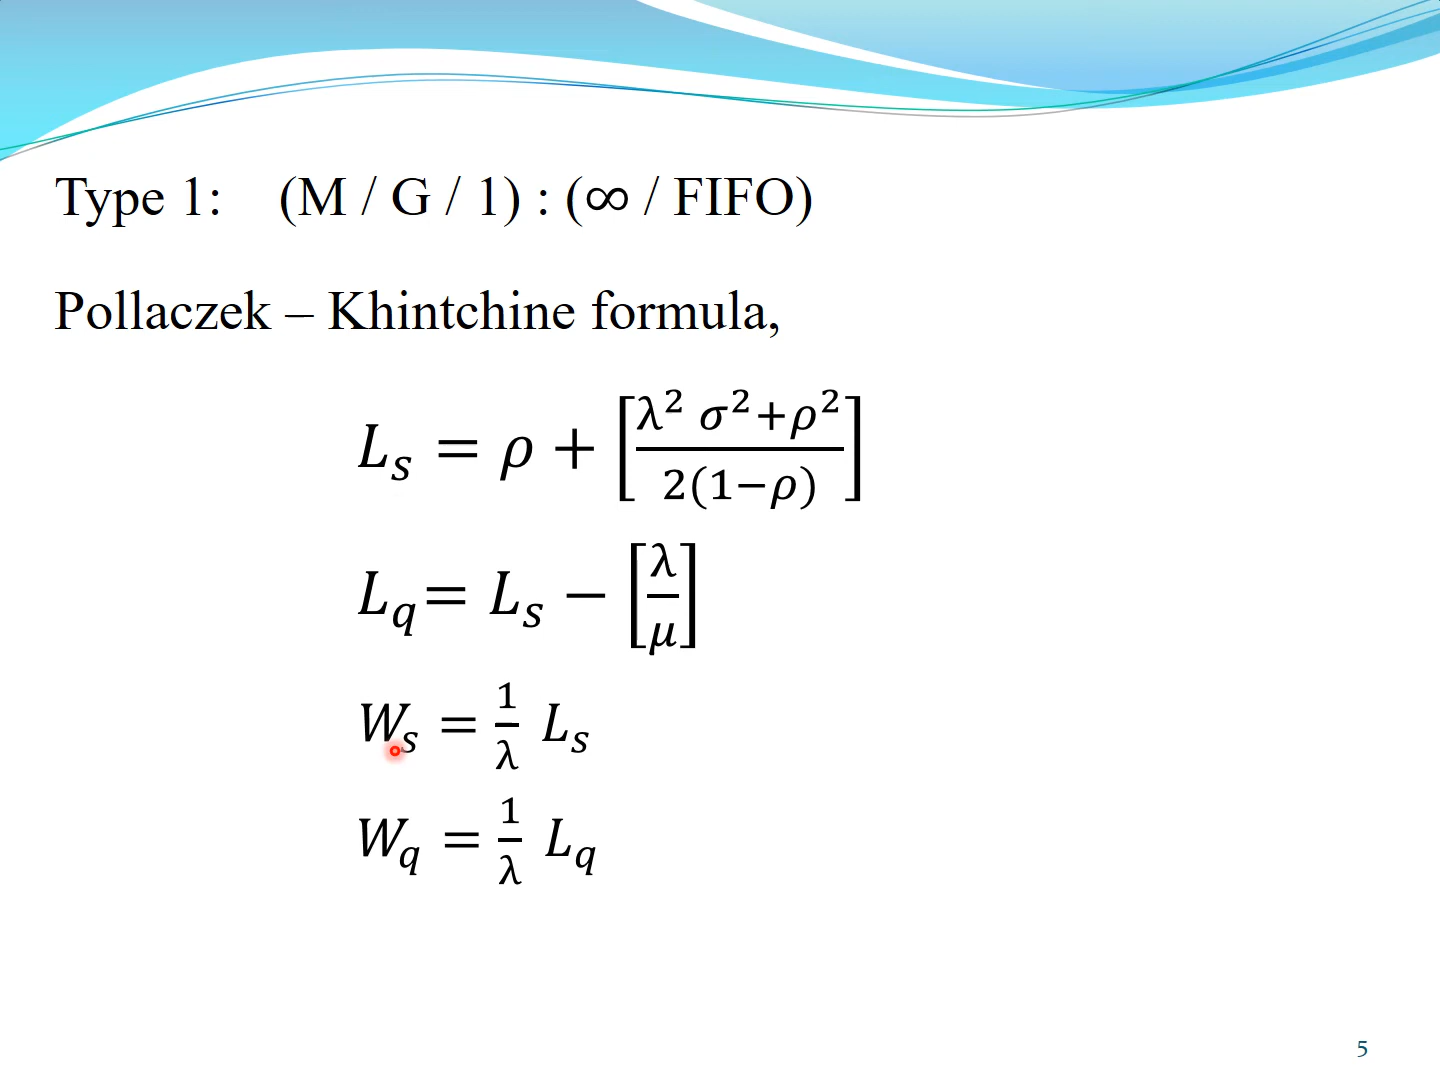 Type 1: (M / G / 1) : (∞ / FIFO)
Pollaczek – Khintchine formula,
L_s = ρ + [ (λ² σ²+ρ²) / (2(1−ρ)) ]
L_q = L_s − [ λ / μ ]
W_s = 1/λ L_s
W_q = 1/λ L_q
5